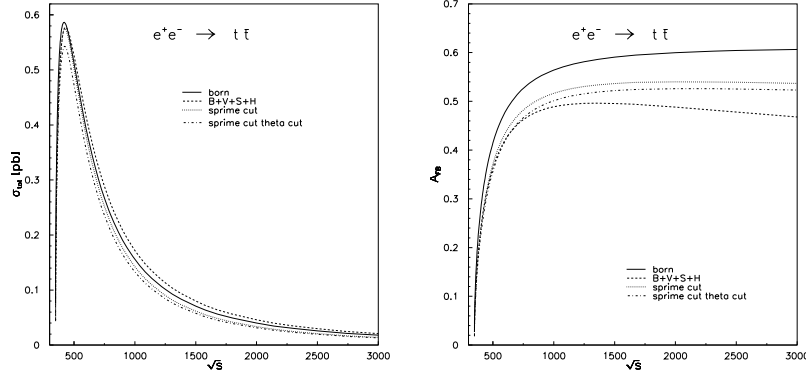 e⁺e⁻ → t t̄
born
B+V+S+H
sprime cut
sprime cut theta cut
σtot [pb]
0.6
0.5
0.4
0.3
0.2
0.1
0
500 1000 1500 2000 2500 3000
√S
e⁺e⁻ → t t̄
born
B+V+S+H
sprime cut
sprime cut theta cut
A_FB
0.7
0.6
0.5
0.4
0.3
0.2
0.1
0
500 1000 1500 2000 2500 3000
√S